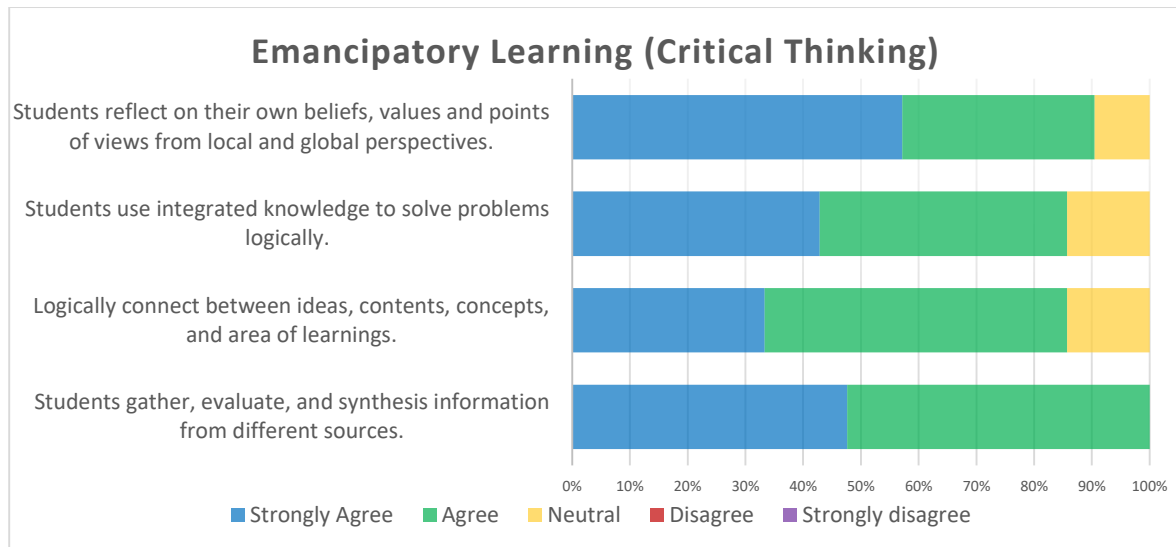 Emancipatory Learning (Critical Thinking)
Students reflect on their own beliefs, values and points
of views from local and global perspectives.
Students use integrated knowledge to solve problems
logically.
Logically connect between ideas, contents, concepts,
and area of learnings.
Students gather, evaluate, and synthesis information
from different sources.
0% 10% 20% 30% 40% 50% 60% 70% 80% 90% 100%
Strongly Agree Agree Neutral Disagree Strongly disagree